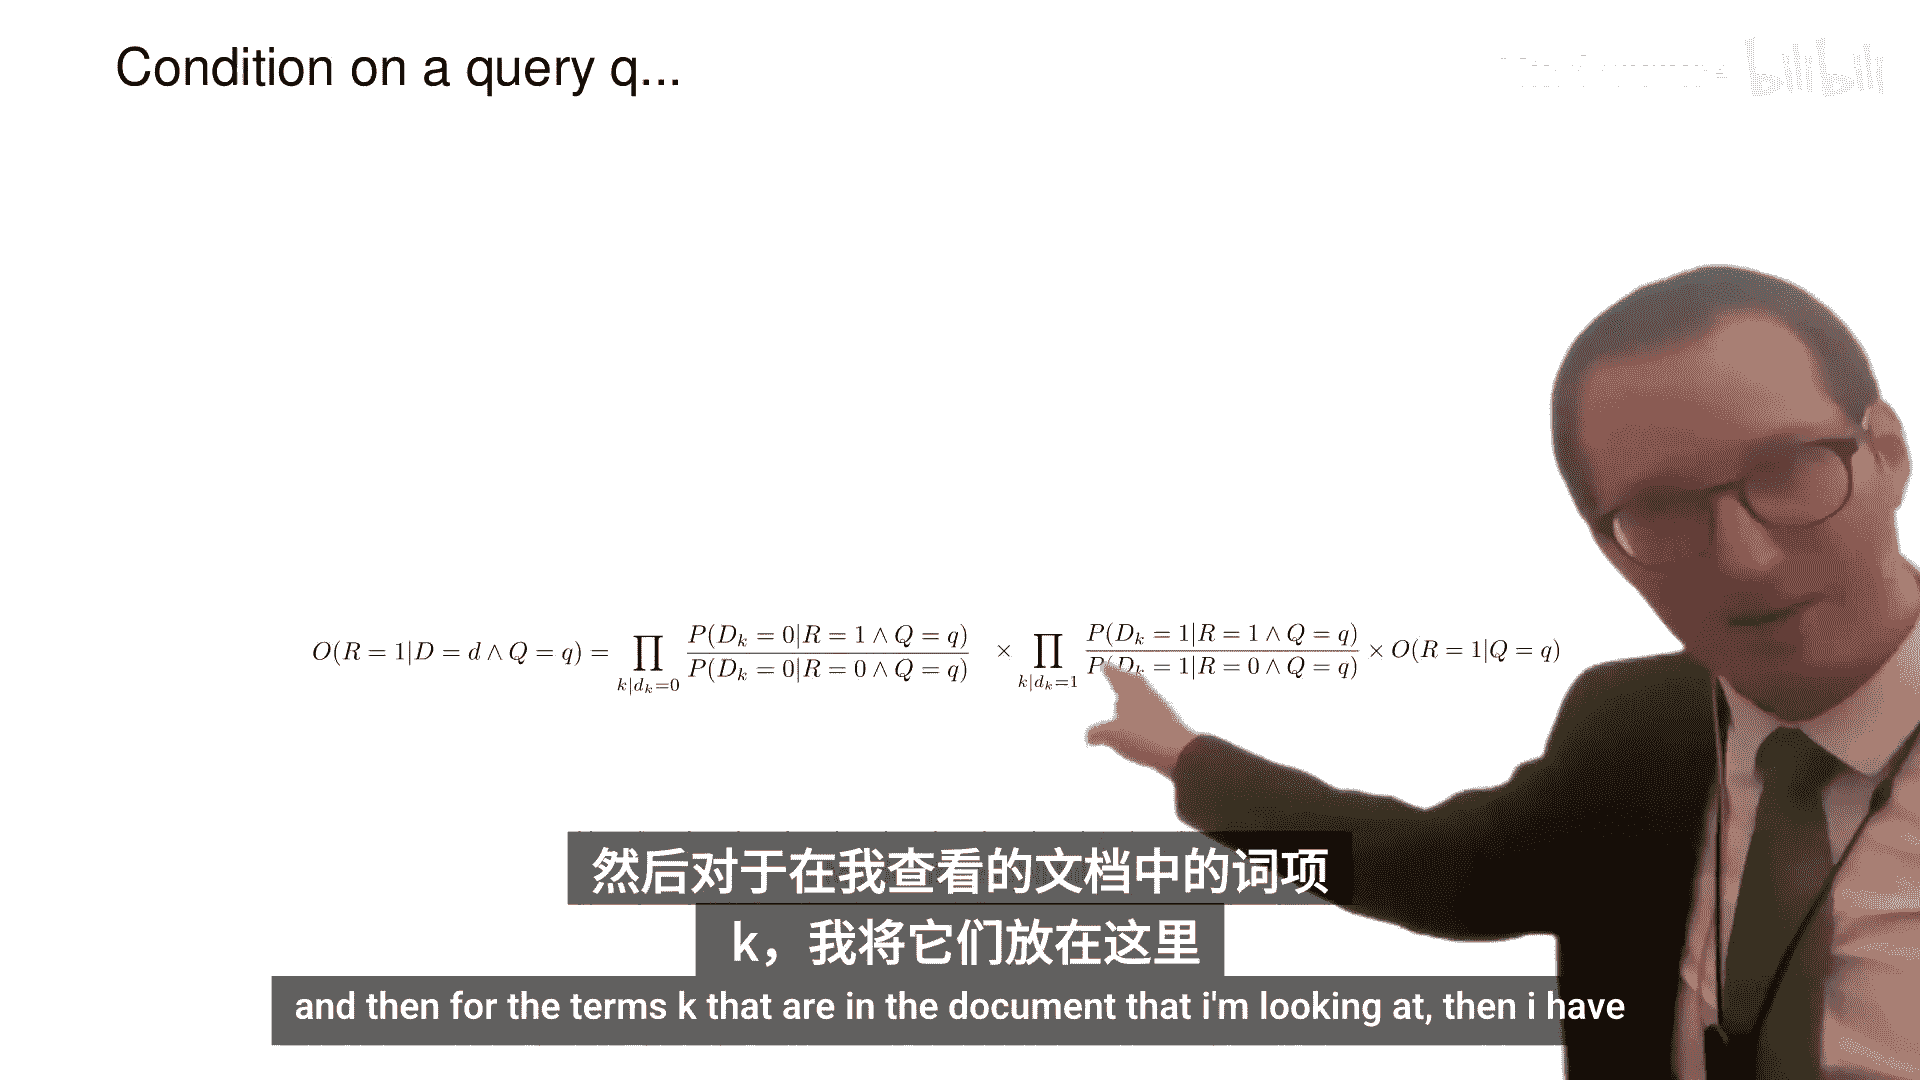 Condition on a query q...
bilibili
O(R = 1|D = d ∧ Q = q) = ∏_{k|d_k=0} P(D_k = 0|R = 1 ∧ Q = q) / P(D_k = 0|R = 0 ∧ Q = q) × ∏_{k|d_k=1} P(D_k = 1|R = 1 ∧ Q = q) / P(D_k = 1|R = 0 ∧ Q = q) × O(R = 1|Q = q)
然后对于在我查看的文档中的词项
k，我将它们放在这里
and then for the terms k that are in the document that i'm looking at, then i have